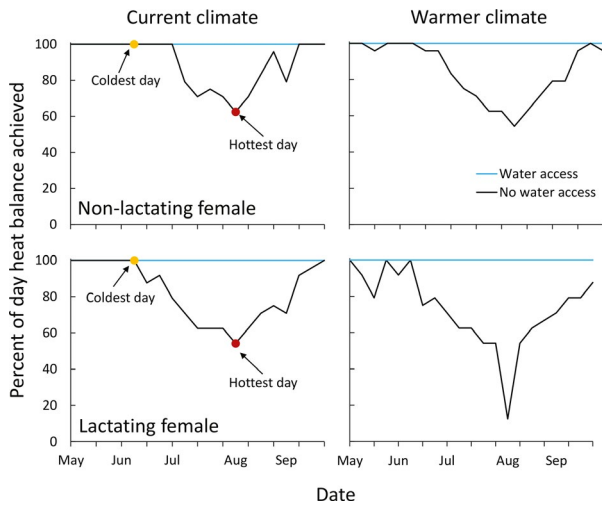 Current climate
Warmer climate
Percent of day heat balance achieved
100
80
60
40
20
0
Coldest day
Hottest day
Non-lactating female
Water access
No water access
100
80
60
40
20
0
Coldest day
Hottest day
Lactating female
May Jun Jul Aug Sep
May Jun Jul Aug Sep
Date